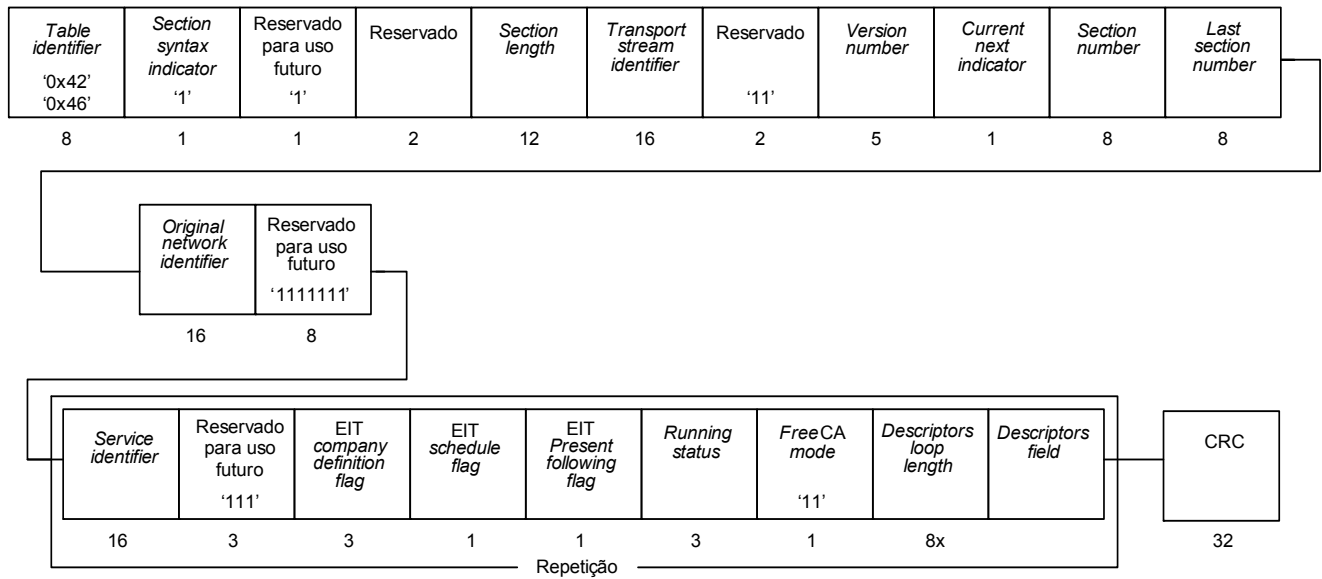 Table identifier '0x42' '0x46'
Section syntax indicator '1'
Reservado para uso futuro '1'
Reservado
Section length
Transport stream identifier
Reservado '11'
Version number
Current next indicator
Section number
Last section number
8 1 1 2 12 16 2 5 1 8 8
Original network identifier
Reservado para uso futuro '1111111'
16 8
Service identifier
Reservado para uso futuro '111'
EIT company definition flag
EIT schedule flag
EIT Present following flag
Running status
FreeCA mode '11'
Descriptors loop length
Descriptors field
CRC
16 3 3 1 1 3 1 8x 32
Repetição